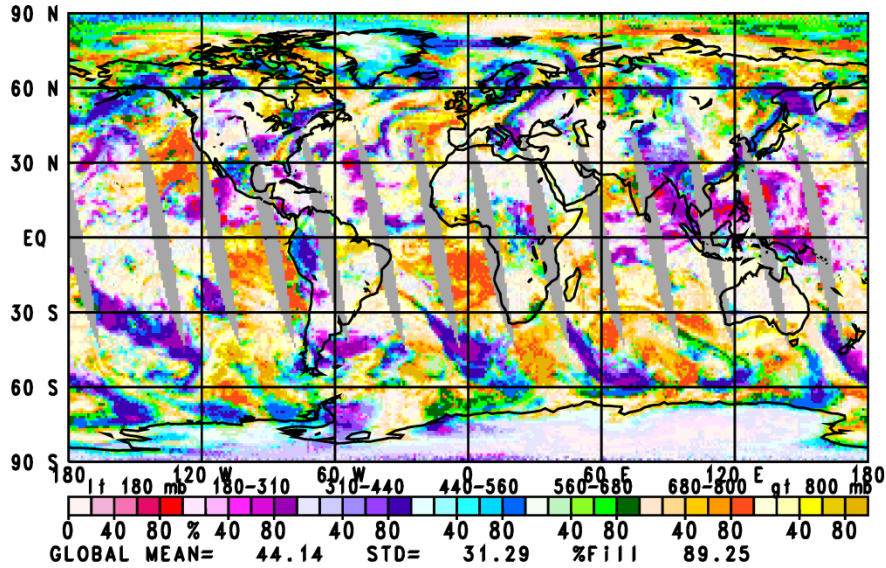 90 N
60 N
30 N
EQ
30 S
60 S
90 S
180 120 W 60 W 0 60 E 120 E 180
lt 180 mb 180-310 310-440 440-560 560-680 680-800 gt 800 mb
0 40 80 % 40 80 40 80 40 80 40 80 40 80 40 80
GLOBAL MEAN= 44.14 STD= 31.29 %Fill 89.25